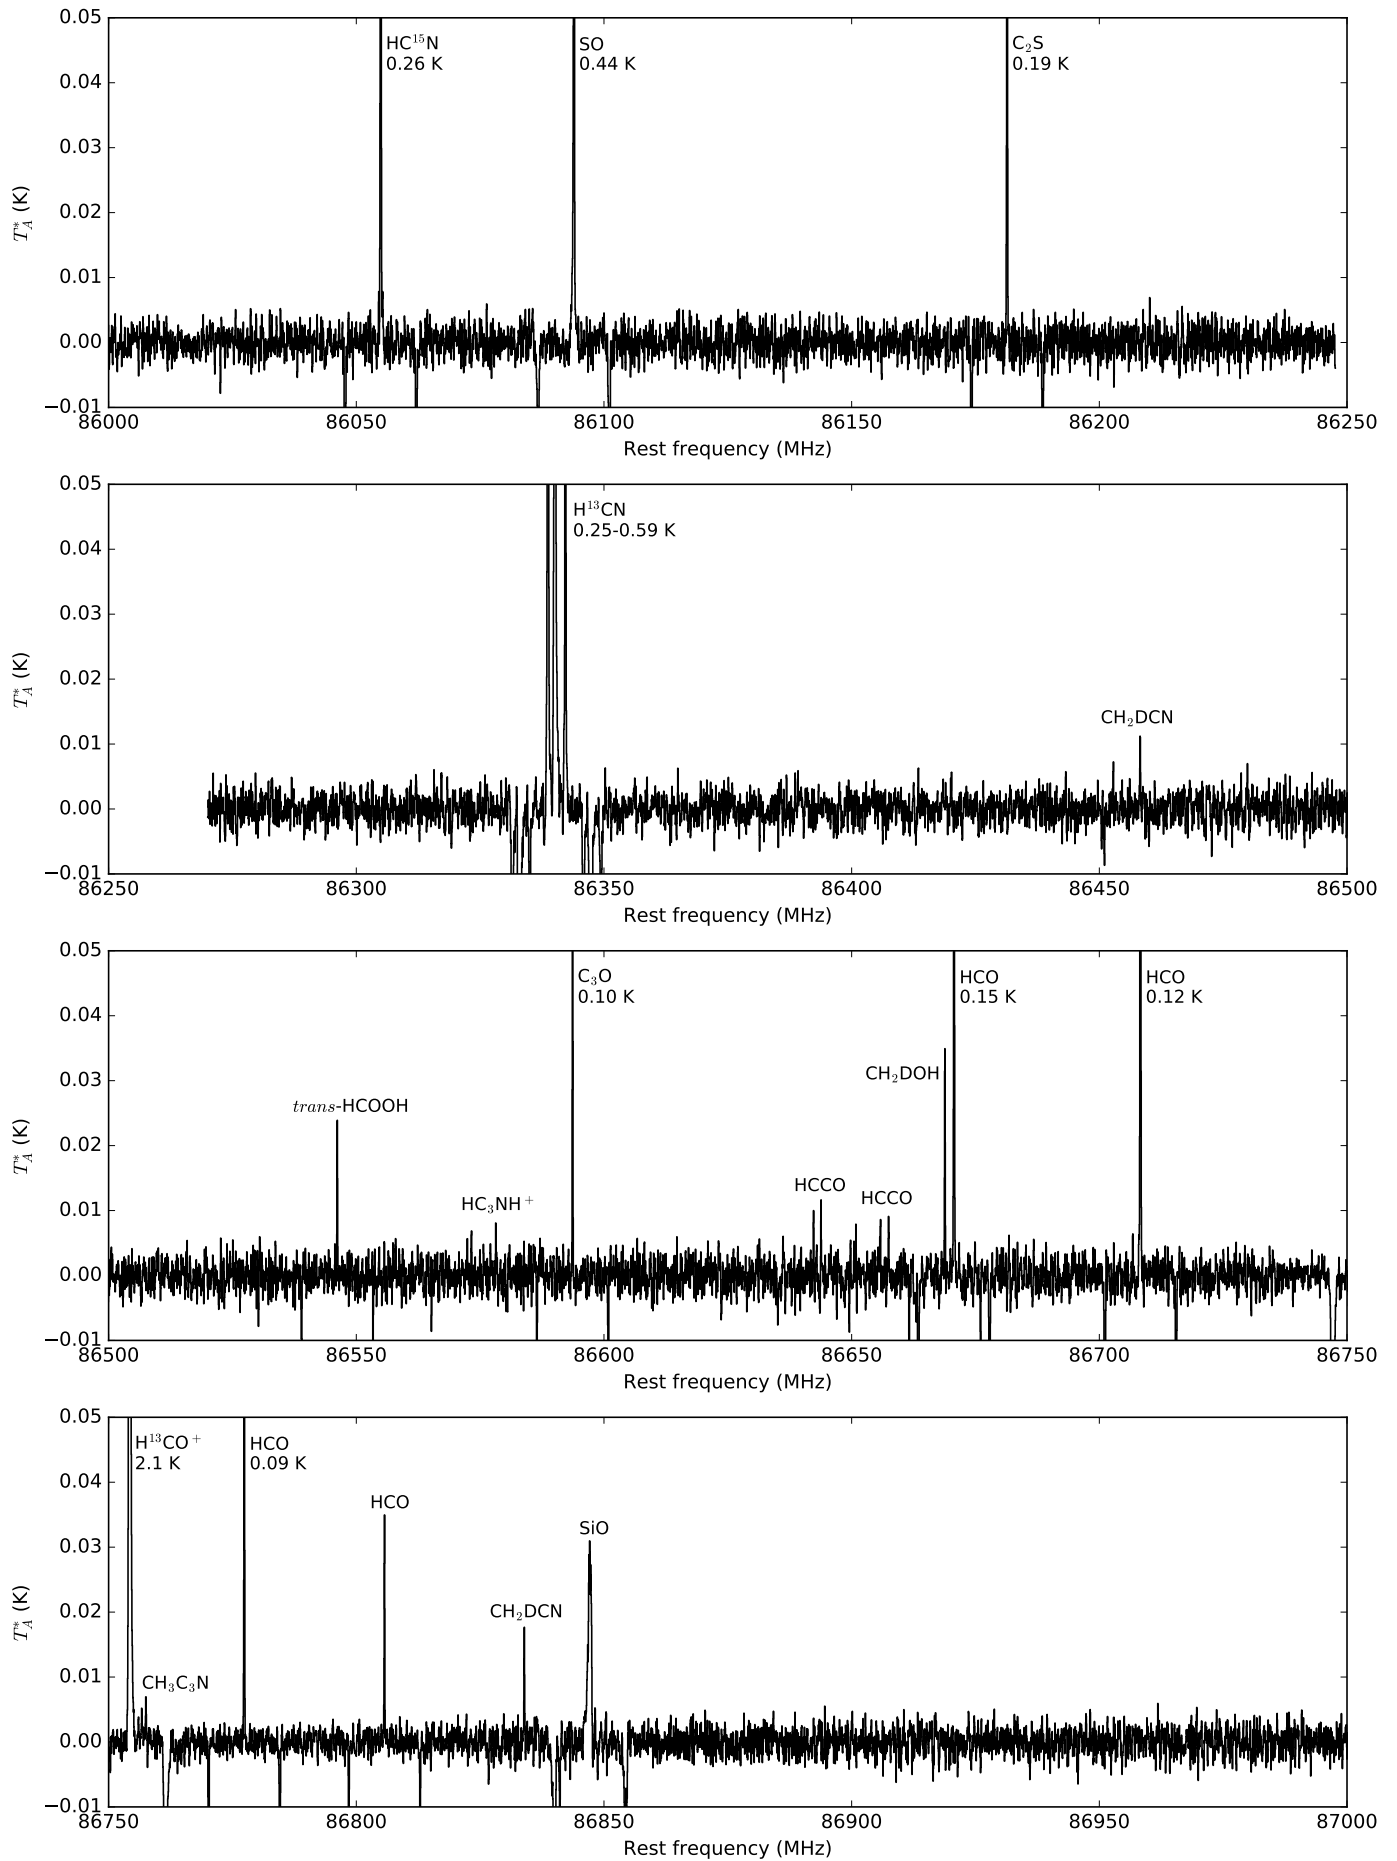 0.05
0.04
0.03
0.02
0.01
0.00
−0.01
T*A (K)
HC15N
0.26 K
SO
0.44 K
C2S
0.19 K
86000 86050 86100 86150 86200 86250
Rest frequency (MHz)
0.05
0.04
0.03
0.02
0.01
0.00
−0.01
T*A (K)
H13CN
0.25-0.59 K
CH2DCN
86250 86300 86350 86400 86450 86500
Rest frequency (MHz)
0.05
0.04
0.03
0.02
0.01
0.00
−0.01
T*A (K)
C3O
0.10 K
HCO
0.15 K
HCO
0.12 K
CH2DOH
trans-HCOOH
HCCO
HCCO
HC3NH+
86500 86550 86600 86650 86700 86750
Rest frequency (MHz)
0.05
0.04
0.03
0.02
0.01
0.00
−0.01
T*A (K)
H13CO+
2.1 K
HCO
0.09 K
HCO
SiO
CH2DCN
CH3C3N
86750 86800 86850 86900 86950 87000
Rest frequency (MHz)